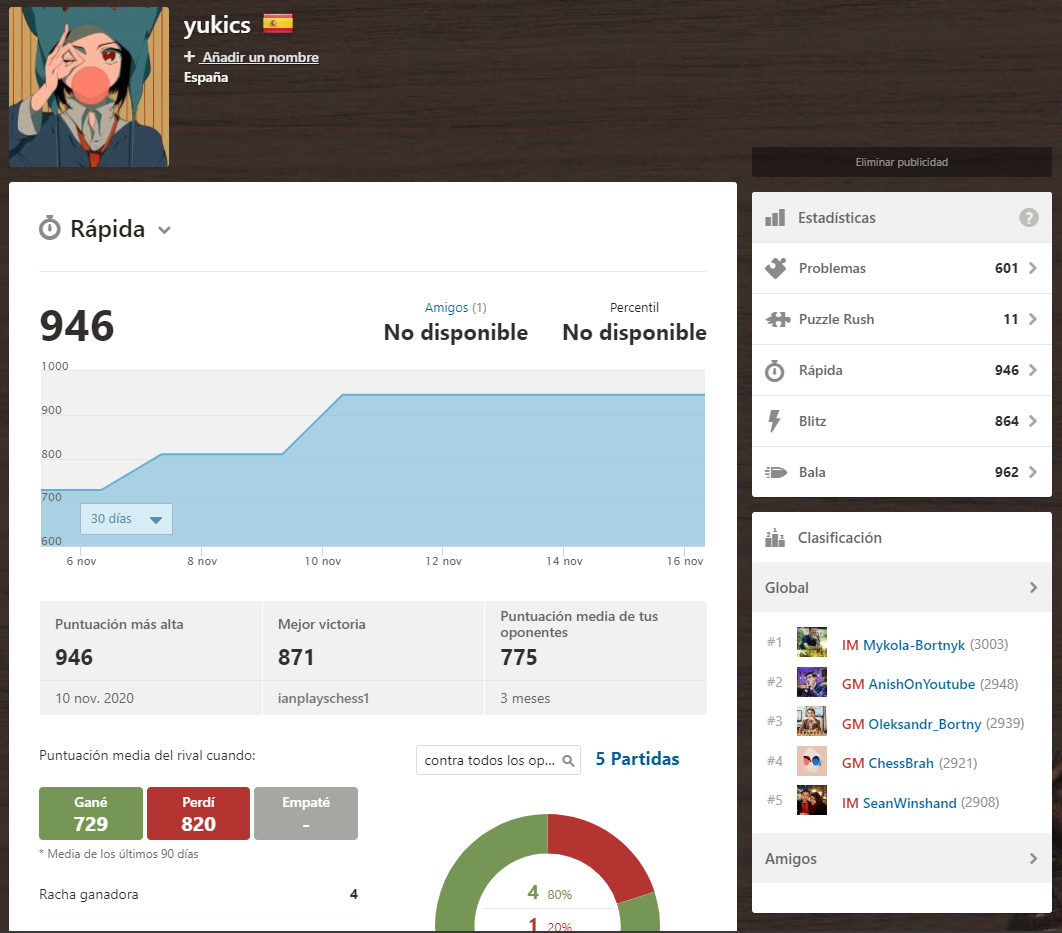 yukics
+ Añadir un nombre
España
Eliminar publicidad
Rápida
946
Amigos (1)
No disponible
Percentil
No disponible
1000
900
800
700
600
30 días
6 nov
8 nov
10 nov
12 nov
14 nov
16 nov
Puntuación más alta
946
10 nov. 2020
Mejor victoria
871
ianplayschess1
Puntuación media de tus
oponentes
775
3 meses
Puntuación media del rival cuando:
Gané
729
Perdí
820
Empaté
-
* Media de los últimos 90 días
Racha ganadora 4
contra todos los op...
5 Partidas
4 80%
1 20%
Estadísticas ?
Problemas 601
Puzzle Rush 11
Rápida 946
Blitz 864
Bala 962
Clasificación
Global
#1 IM Mykola-Bortnyk (3003)
#2 GM AnishOnYoutube (2948)
#3 GM Oleksandr_Bortny (2939)
#4 GM ChessBrah (2921)
#5 IM SeanWinshand (2908)
Amigos